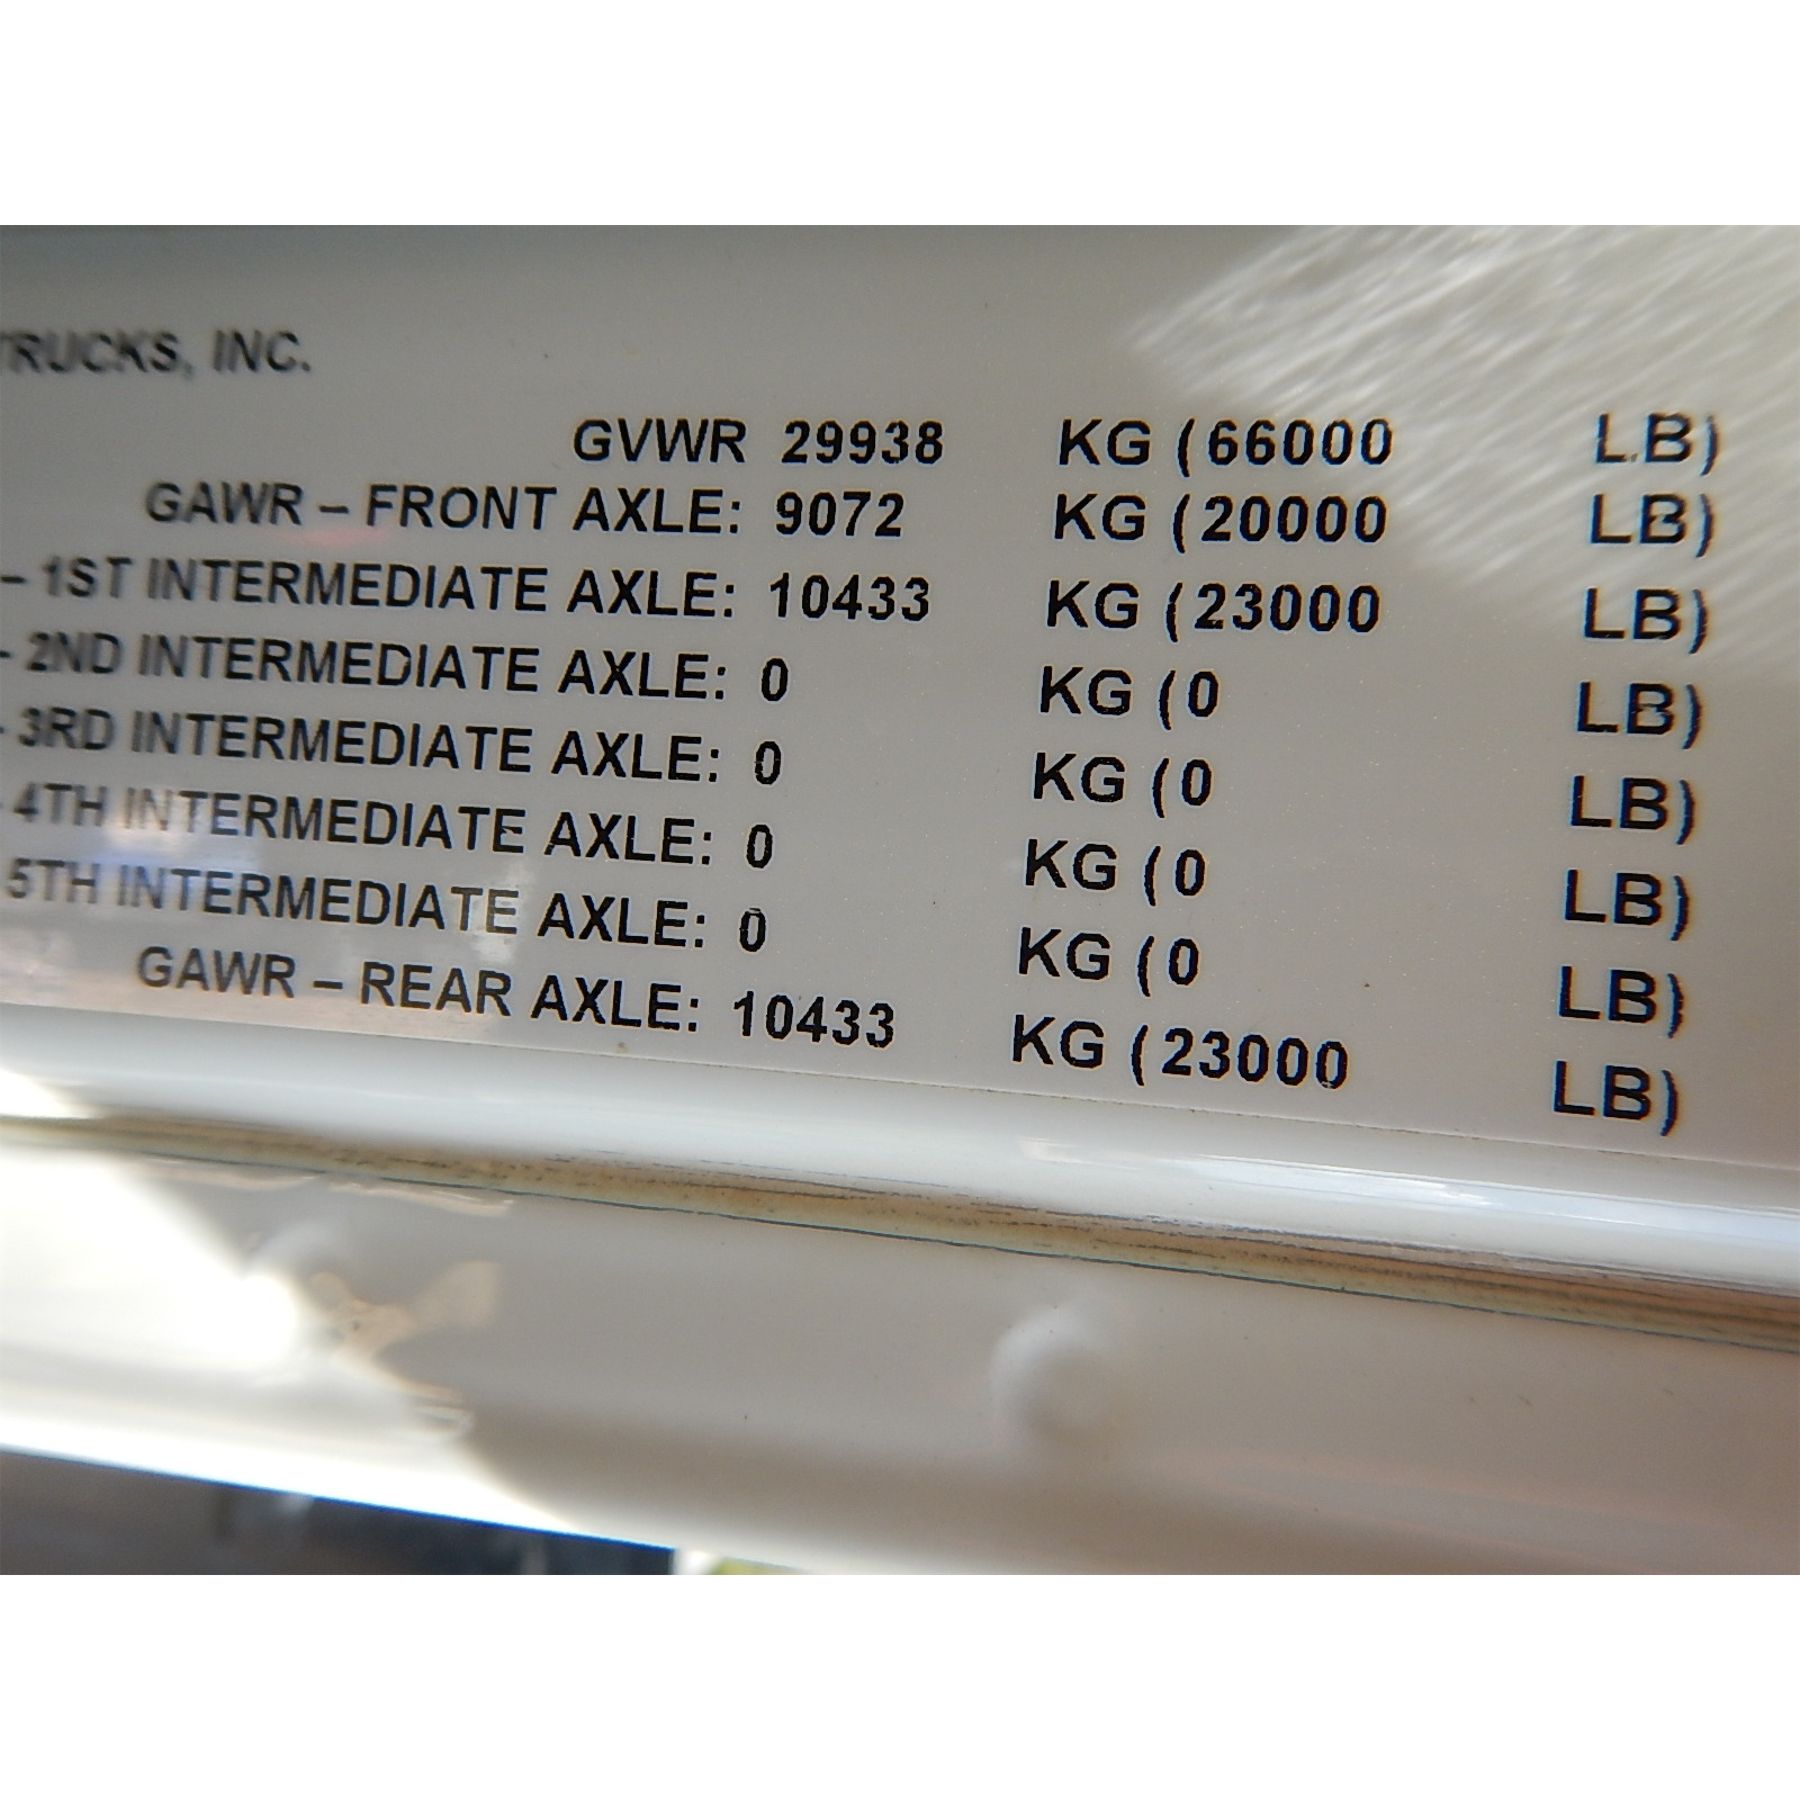 TRUCKS, INC.
GVWR 29938 KG (66000 LB)
GAWR – FRONT AXLE: 9072 KG (20000 LB)
– 1ST INTERMEDIATE AXLE: 10433 KG (23000 LB)
- 2ND INTERMEDIATE AXLE: 0 KG (0 LB)
- 3RD INTERMEDIATE AXLE: 0 KG (0 LB)
- 4TH INTERMEDIATE AXLE: 0 KG (0 LB)
5TH INTERMEDIATE AXLE: 0 KG (0 LB)
GAWR – REAR AXLE: 10433 KG (23000 LB)